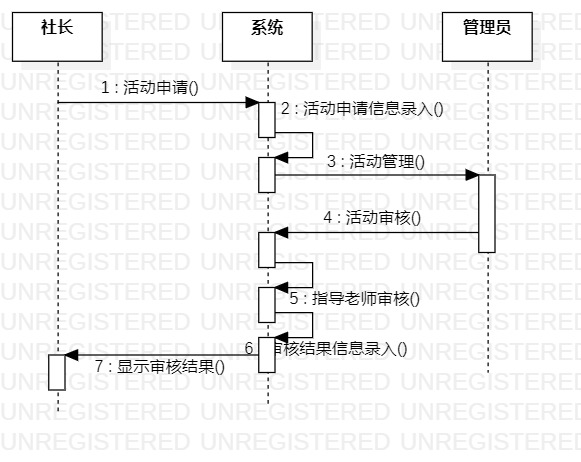 社长 系统 管理员
1 : 活动申请()
2 : 活动申请信息录入()
3 : 活动管理()
4 : 活动审核()
5 : 指导老师审核()
6 审核结果信息录入()
7 : 显示审核结果()
UNREGISTERED UNREGISTERED UNREGISTERED